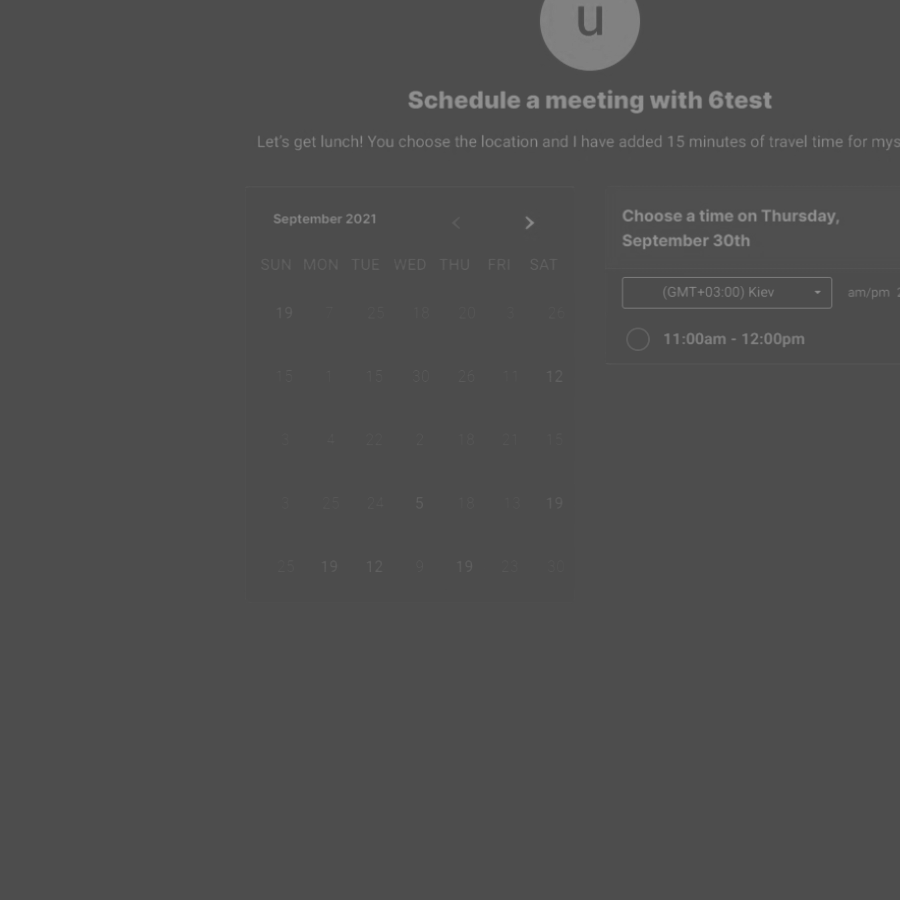 u
Schedule a meeting with 6test
Let's get lunch! You choose the location and I have added 15 minutes of travel time for mys
September 2021
SUN MON TUE WED THU FRI SAT
19 7 25 18 20 3 26
15 1 15 30 26 11 12
3 4 22 2 18 21 15
3 25 24 5 18 13 19
25 19 12 9 19 23 30
Choose a time on Thursday,
September 30th
(GMT+03:00) Kiev
am/pm
11:00am - 12:00pm